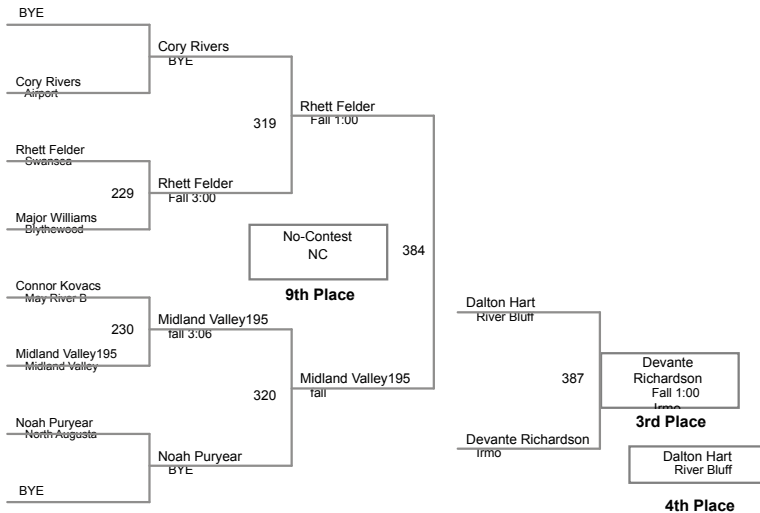 BYE
Cory Rivers
BYE
Cory Rivers
Airport
319
Rhett Felder
Fall 1:00
Rhett Felder
Swansea
229
Rhett Felder
Fall 3:00
Major Williams
Blythewood
No-Contest
NC
9th Place
384
Connor Kovacs
May River B
230
Midland Valley195
fall 3:06
Midland Valley195
Midland Valley
320
Midland Valley195
fall
Noah Puryear
North Augusta
Noah Puryear
BYE
BYE
Dalton Hart
River Bluff
387
Devante
Richardson
Fall 1:00
Irmo
3rd Place
Devante Richardson
Irmo
Dalton Hart
River Bluff
4th Place